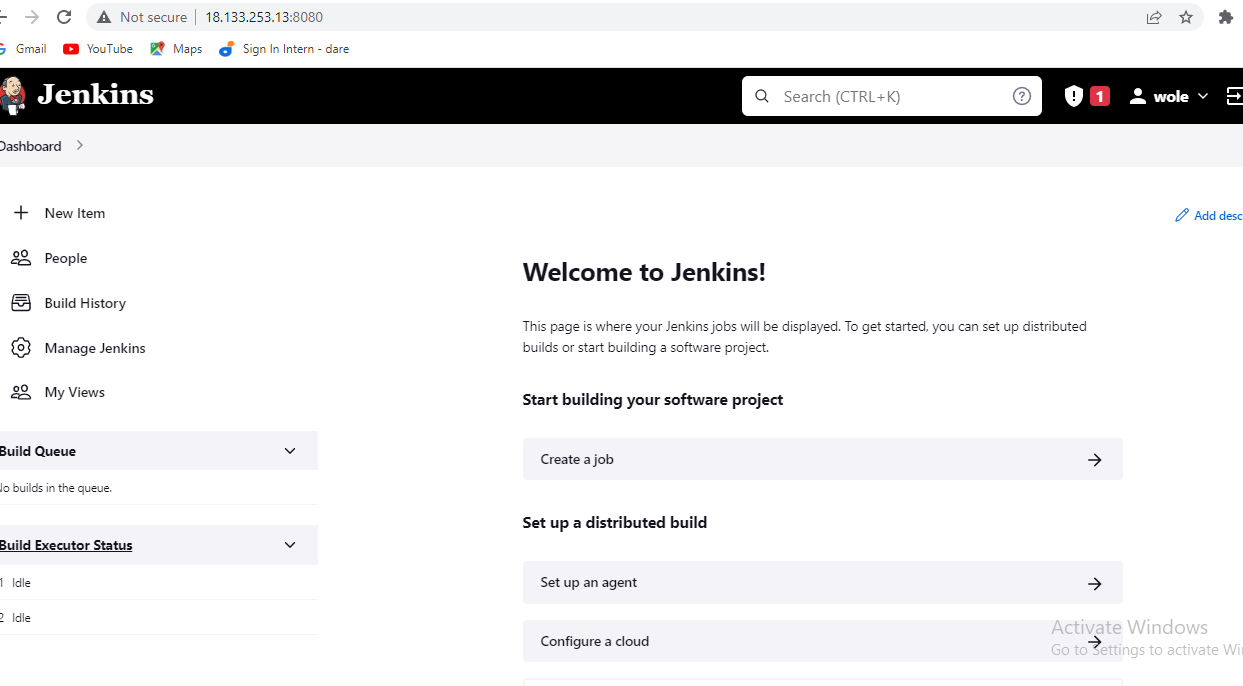 Not secure 18.133.253.13:8080
Gmail YouTube Maps Sign In Intern - dare
Jenkins Search (CTRL+K) ? 1 wole
Dashboard
New Item
Add desc
People
Build History
Manage Jenkins
My Views
Build Queue
No builds in the queue.
Build Executor Status
1 Idle
2 Idle
Welcome to Jenkins!
This page is where your Jenkins jobs will be displayed. To get started, you can set up distributed
builds or start building a software project.
Start building your software project
Create a job
Set up a distributed build
Set up an agent
Configure a cloud
Activate Windows
Go to Settings to activate Wi